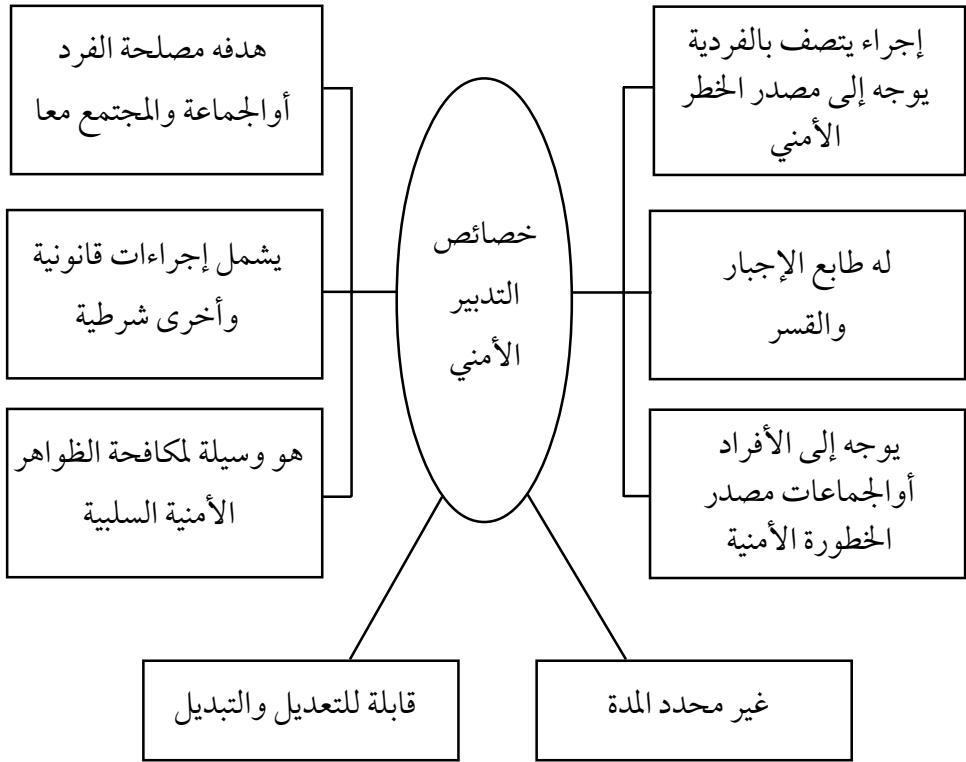 خصائص
التدبير
الأمني
إجراء يتصف بالفردية
يوجه إلى مصدر الخطر
الأمني
له طابع الإجبار
والقسر
يوجه إلى الأفراد
أوالجماعات مصدر
الخطورة الأمنية
غير محدد المدة
هدفه مصلحة الفرد
أوالجماعة والمجتمع معا
يشمل إجراءات قانونية
وأخرى شرطية
هو وسيلة لمكافحة الظواهر
الأمنية السلبية
قابلة للتعديل والتبديل